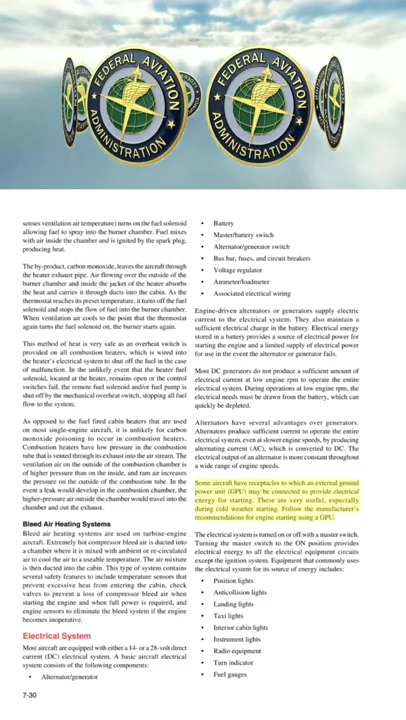 FEDERAL AVIATION
ADMINISTRATION
FEDERAL AVIATION
ADMINISTRATION
senses ventilation air temperature) turns on the fuel solenoid
allowing fuel to spray into the burner chamber. Fuel mixes
with air inside the chamber and is ignited by the spark plug,
producing heat.
The by-product, carbon monoxide, leaves the aircraft through
the heater exhaust pipe. Air flowing over the outside of the
burner chamber and inside the jacket of the heater absorbs
the heat and carries it through ducts into the cabin. As the
thermostat reaches its preset temperature, it turns off the fuel
solenoid and stops the flow of fuel into the burner chamber.
When ventilation air cools to the point that the thermostat
again turns the fuel solenoid on, the burner starts again.
This method of heat is very safe as an overheat switch is
provided on all combustion heaters, which is wired into
the heater's electrical system to shut off the fuel in the case
of malfunction. In the unlikely event that the heater fuel
solenoid, located at the heater, remains open or the control
switches fail, the remote fuel solenoid and/or fuel pump is
shut off by the mechanical overheat switch, stopping all fuel
flow to the system.
As opposed to the fuel fired cabin heaters that are used
on most single-engine aircraft, it is unlikely for carbon
monoxide poisoning to occur in combustion heaters.
Combustion heaters have low pressure in the combustion
tube that is vented through its exhaust into the air stream. The
ventilation air on the outside of the combustion chamber is
of higher pressure than on the inside, and ram air increases
the pressure on the outside of the combustion tube. In the
event a leak would develop in the combustion chamber, the
higher-pressure air outside the chamber would travel into the
chamber and out the exhaust.
Bleed Air Heating Systems
Bleed air heating systems are used on turbine-engine
aircraft. Extremely hot compressor bleed air is ducted into
a chamber where it is mixed with ambient or re-circulated
air to cool the air to a useable temperature. The air mixture
is then ducted into the cabin. This type of system contains
several safety features to include temperature sensors that
prevent excessive heat from entering the cabin, check
valves to prevent a loss of compressor bleed air when
starting the engine and when full power is required, and
engine sensors to eliminate the bleed system if the engine
becomes inoperative.
Electrical System
Most aircraft are equipped with either a 14- or a 28-volt direct
current (DC) electrical system. A basic aircraft electrical
system consists of the following components:
• Alternator/generator
7-30
• Battery
• Master/battery switch
• Alternator/generator switch
• Bus bar, fuses, and circuit breakers
• Voltage regulator
• Ammeter/loadmeter
• Associated electrical wiring
Engine-driven alternators or generators supply electric
current to the electrical system. They also maintain a
sufficient electrical charge in the battery. Electrical energy
stored in a battery provides a source of electrical power for
starting the engine and a limited supply of electrical power
for use in the event the alternator or generator fails.
Most DC generators do not produce a sufficient amount of
electrical current at low engine rpm to operate the entire
electrical system. During operations at low engine rpm, the
electrical needs must be drawn from the battery, which can
quickly be depleted.
Alternators have several advantages over generators.
Alternators produce sufficient current to operate the entire
electrical system, even at slower engine speeds, by producing
alternating current (AC), which is converted to DC. The
electrical output of an alternator is more constant throughout
a wide range of engine speeds.
Some aircraft have receptacles to which an external ground
power unit (GPU) may be connected to provide electrical
energy for starting. These are very useful, especially
during cold weather starting. Follow the manufacturer's
recommendations for engine starting using a GPU.
The electrical system is turned on or off with a master switch.
Turning the master switch to the ON position provides
electrical energy to all the electrical equipment circuits
except the ignition system. Equipment that commonly uses
the electrical system for its source of energy includes:
• Position lights
• Anticollision lights
• Landing lights
• Taxi lights
• Interior cabin lights
• Instrument lights
• Radio equipment
• Turn indicator
• Fuel gauges